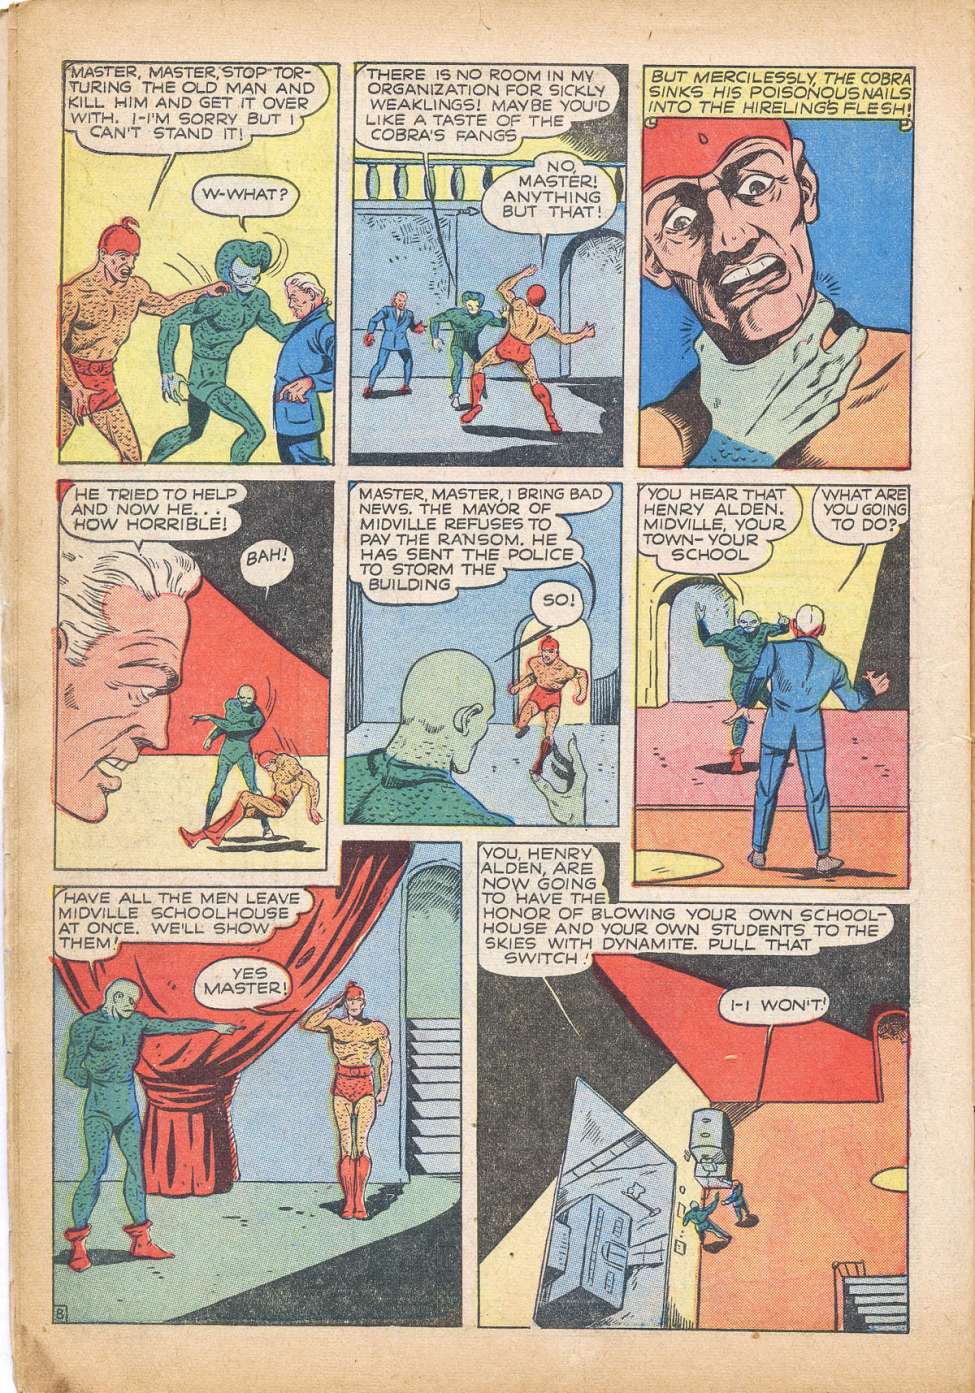 MASTER, MASTER, STOP TOR-
TURING THE OLD MAN AND
KILL HIM AND GET IT OVER
WITH. I-I'M SORRY BUT I
CAN'T STAND IT!
W-WHAT?
THERE IS NO ROOM IN MY
ORGANIZATION FOR SICKLY
WEAKLINGS! MAYBE YOU'D
LIKE A TASTE OF THE
COBRA'S FANGS
NO,
MASTER!
ANYTHING
BUT THAT!
BUT MERCILESSLY, THE COBRA
SINKS HIS POISONOUS NAILS
INTO THE HIRELING'S FLESH!
HE TRIED TO HELP
AND NOW HE...
HOW HORRIBLE!
BAH!
MASTER, MASTER, I BRING BAD
NEWS. THE MAYOR OF
MIDVILLE REFUSES TO
PAY THE RANSOM. HE
HAS SENT THE POLICE
TO STORM THE
BUILDING
SO!
YOU HEAR THAT
HENRY ALDEN.
MIDVILLE, YOUR
TOWN-YOUR
SCHOOL
WHAT ARE
YOU GOING
TO DO?
HAVE ALL THE MEN LEAVE
MIDVILLE SCHOOLHOUSE
AT ONCE. WE'LL SHOW
THEM!
YES
MASTER!
YOU, HENRY
ALDEN, ARE
NOW GOING
TO HAVE THE
HONOR OF BLOWING YOUR OWN SCHOOL-
HOUSE AND YOUR OWN STUDENTS TO THE
SKIES WITH DYNAMITE. PULL THAT
SWITCH!
I-I WON'T!
8